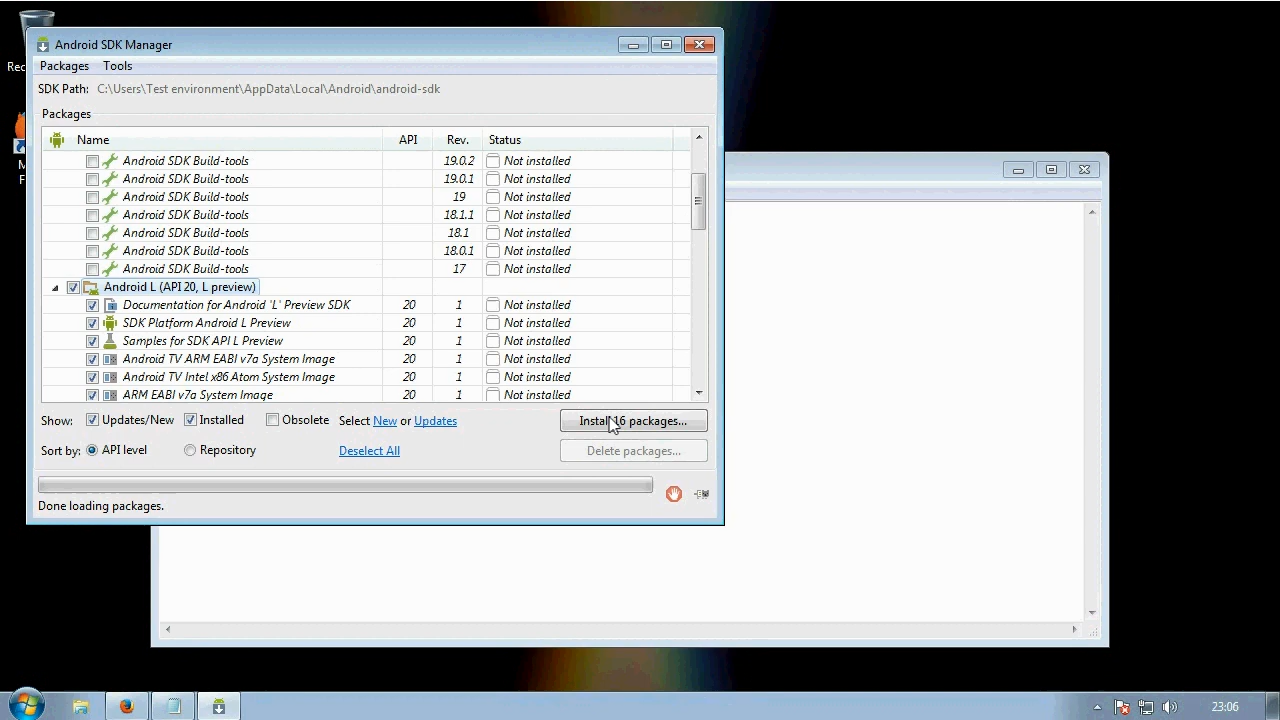 Rec
Android SDK Manager
Packages Tools
SDK Path: C:\Users\Test environment\AppData\Local\Android\android-sdk
Packages
Name API Rev. Status
Android SDK Build-tools 19.0.2 Not installed
Android SDK Build-tools 19.0.1 Not installed
Android SDK Build-tools 19 Not installed
Android SDK Build-tools 18.1.1 Not installed
Android SDK Build-tools 18.1 Not installed
Android SDK Build-tools 18.0.1 Not installed
Android SDK Build-tools 17 Not installed
Android L (API 20, L preview)
Documentation for Android 'L' Preview SDK 20 1 Not installed
SDK Platform Android L Preview 20 1 Not installed
Samples for SDK API L Preview 20 1 Not installed
Android TV ARM EABI v7a System Image 20 1 Not installed
Android TV Intel x86 Atom System Image 20 1 Not installed
ARM EABI v7a System Image 20 1 Not installed
Show: Updates/New Installed Obsolete Select New or Updates Install 16 packages...
Sort by: API level Repository Deselect All Delete packages...
Done loading packages.
M
F
23:06